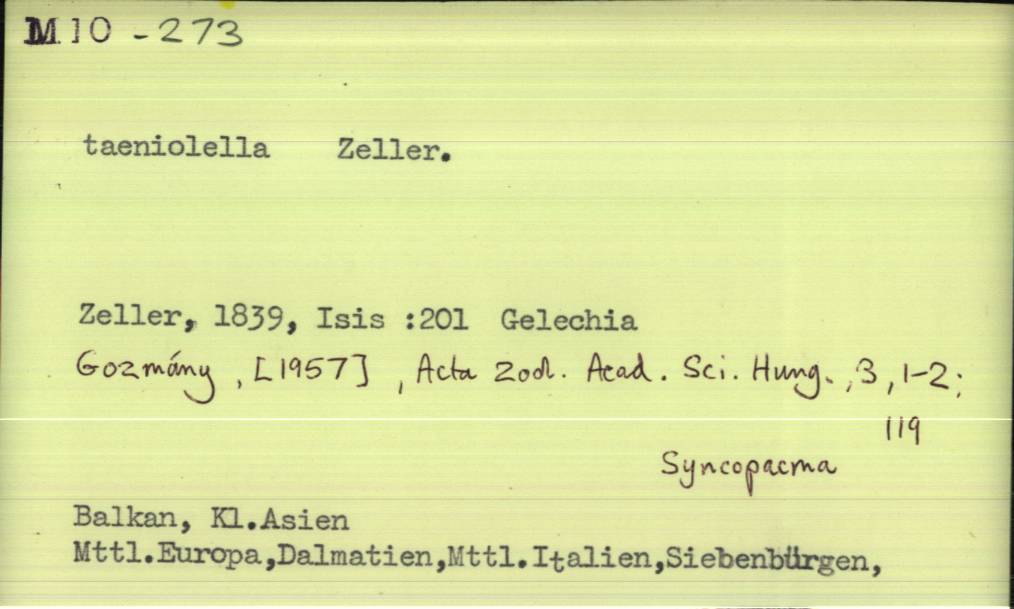 M10 -273
taeniolella Zeller.
Zeller, 1839, Isis :201 Gelechia
Gozmány, [1957], Acta Zool. Acad. Sci. Hung., 3, 1-2;
119
Syncopacma
Balkan, Kl.Asien
Mttl.Europa,Dalmatien,Mttl.Italien,Siebenbürgen,